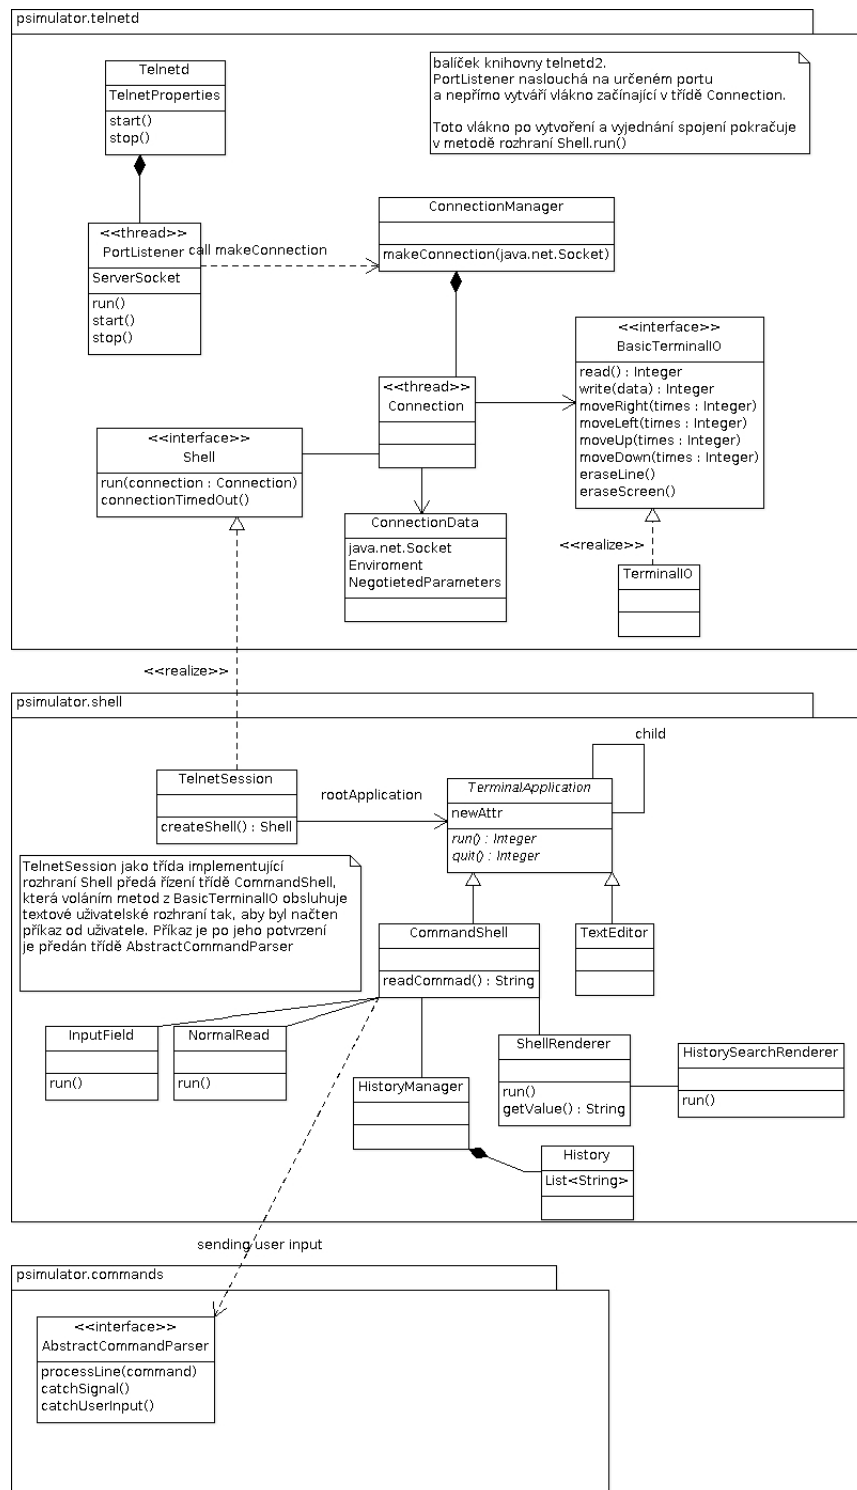 psimulator.telnetd
Telnetd
TelnetProperties
start()
stop()
balíček knihovny telnetd2.
PortListener naslouchá na určeném portu
a nepřímo vytváří vlákno začínající v třídě Connection.
Toto vlákno po vytvoření a vyjednání spojení pokračuje
v metodě rozhraní Shell.run()
<<thread>>
PortListener
ServerSocket
run()
start()
stop()
call makeConnection
ConnectionManager
makeConnection(java.net.Socket)
<<interface>>
BasicTerminalIO
read() : Integer
write(data) : Integer
moveRight(times : Integer)
moveLeft(times : Integer)
moveUp(times : Integer)
moveDown(times : Integer)
eraseLine()
eraseScreen()
<<thread>>
Connection
<<interface>>
Shell
run(connection : Connection)
connectionTimedOut()
ConnectionData
java.net.Socket
Enviroment
NegotietedParameters
<<realize>>
TerminalIO
<<realize>>
psimulator.shell
child
TelnetSession
createShell() : Shell
rootApplication
TerminalApplication
newAttr
run() : Integer
quit() : Integer
TelnetSession jako třída implementující
rozhraní Shell předá řízení třídě CommandShell,
která voláním metod z BasicTerminalIO obsluhuje
textové uživatelské rozhraní tak, aby byl načten
příkaz od uživatele. Příkaz je po jeho potvrzení
je předán třídě AbstractCommandParser
CommandShell
readCommad() : String
TextEditor
InputField
run()
NormalRead
run()
ShellRenderer
run()
getValue() : String
HistorySearchRenderer
run()
HistoryManager
History
List<String>
sending user input
psimulator.commands
<<interface>>
AbstractCommandParser
processLine(command)
catchSignal()
catchUserInput()